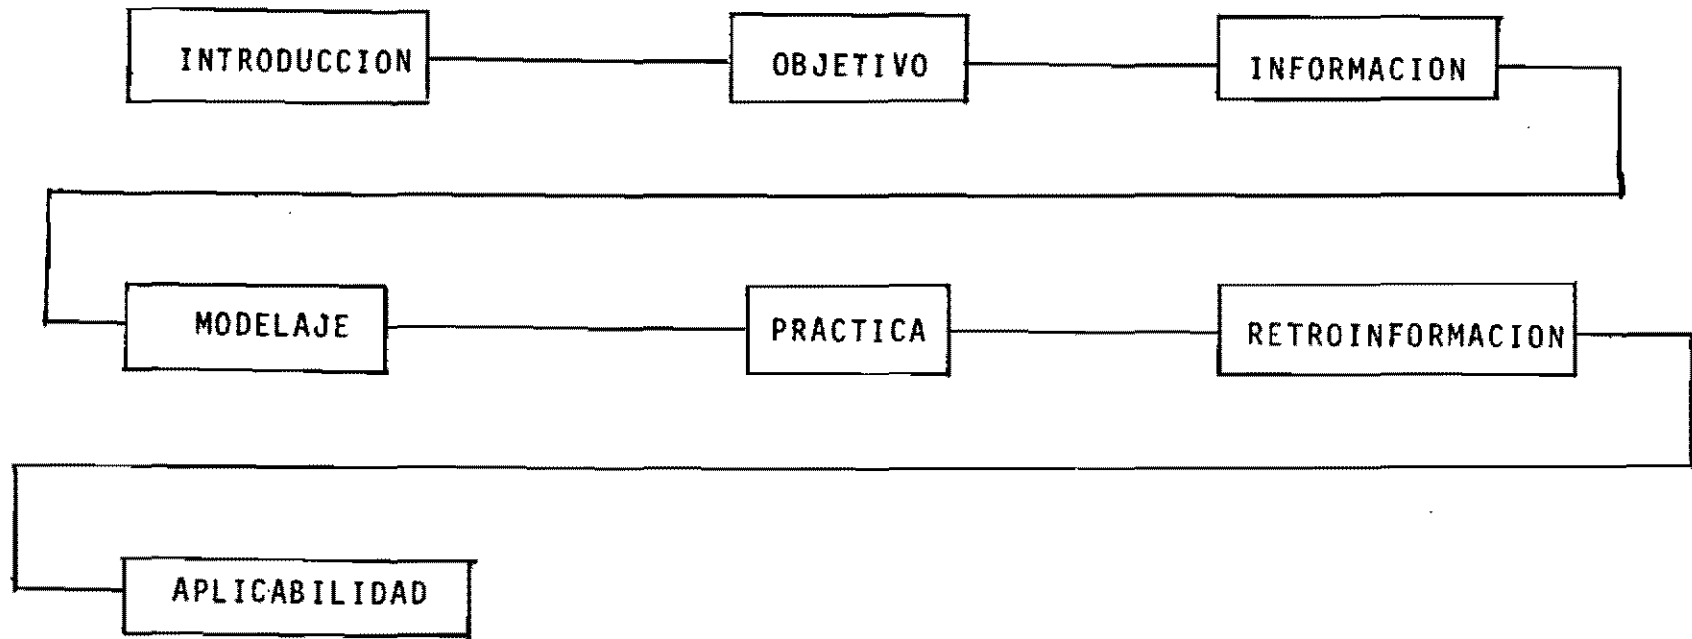 INTRODUCCION
OBJETIVO
INFORMACION
MODELAJE
PRACTICA
RETROINFORMACION
APLICABILIDAD